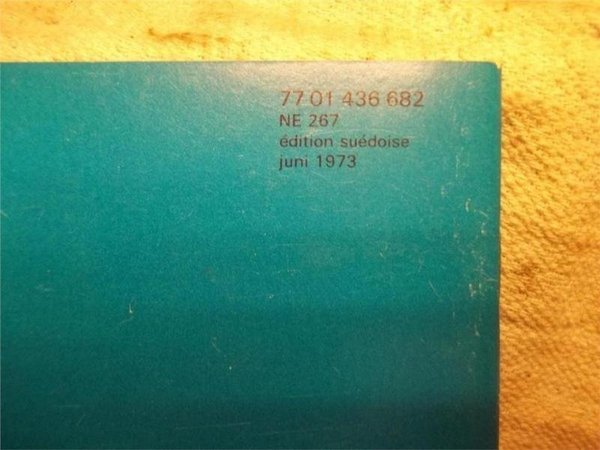 77 01 436 682
NE 267
édition suédoise
juni 1973